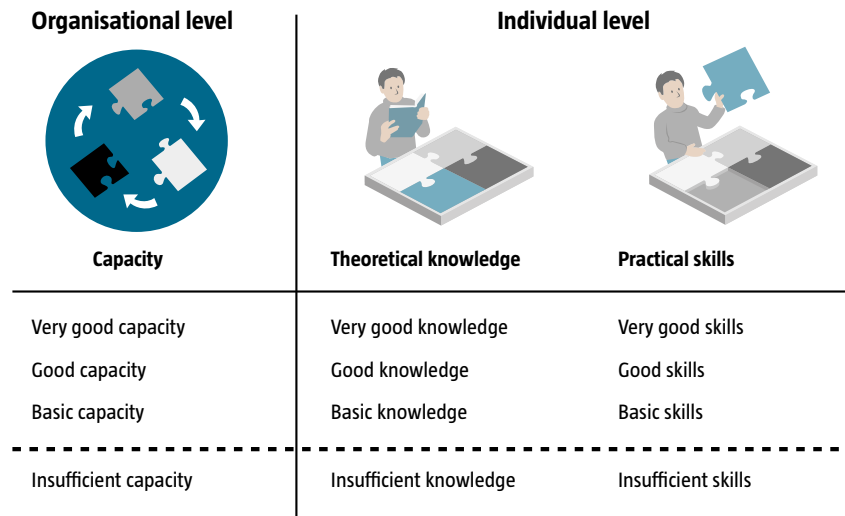 Organisational level
Individual level
Capacity
Theoretical knowledge
Practical skills
Very good capacity
Very good knowledge
Very good skills
Good capacity
Good knowledge
Good skills
Basic capacity
Basic knowledge
Basic skills
Insufficient capacity
Insufficient knowledge
Insufficient skills